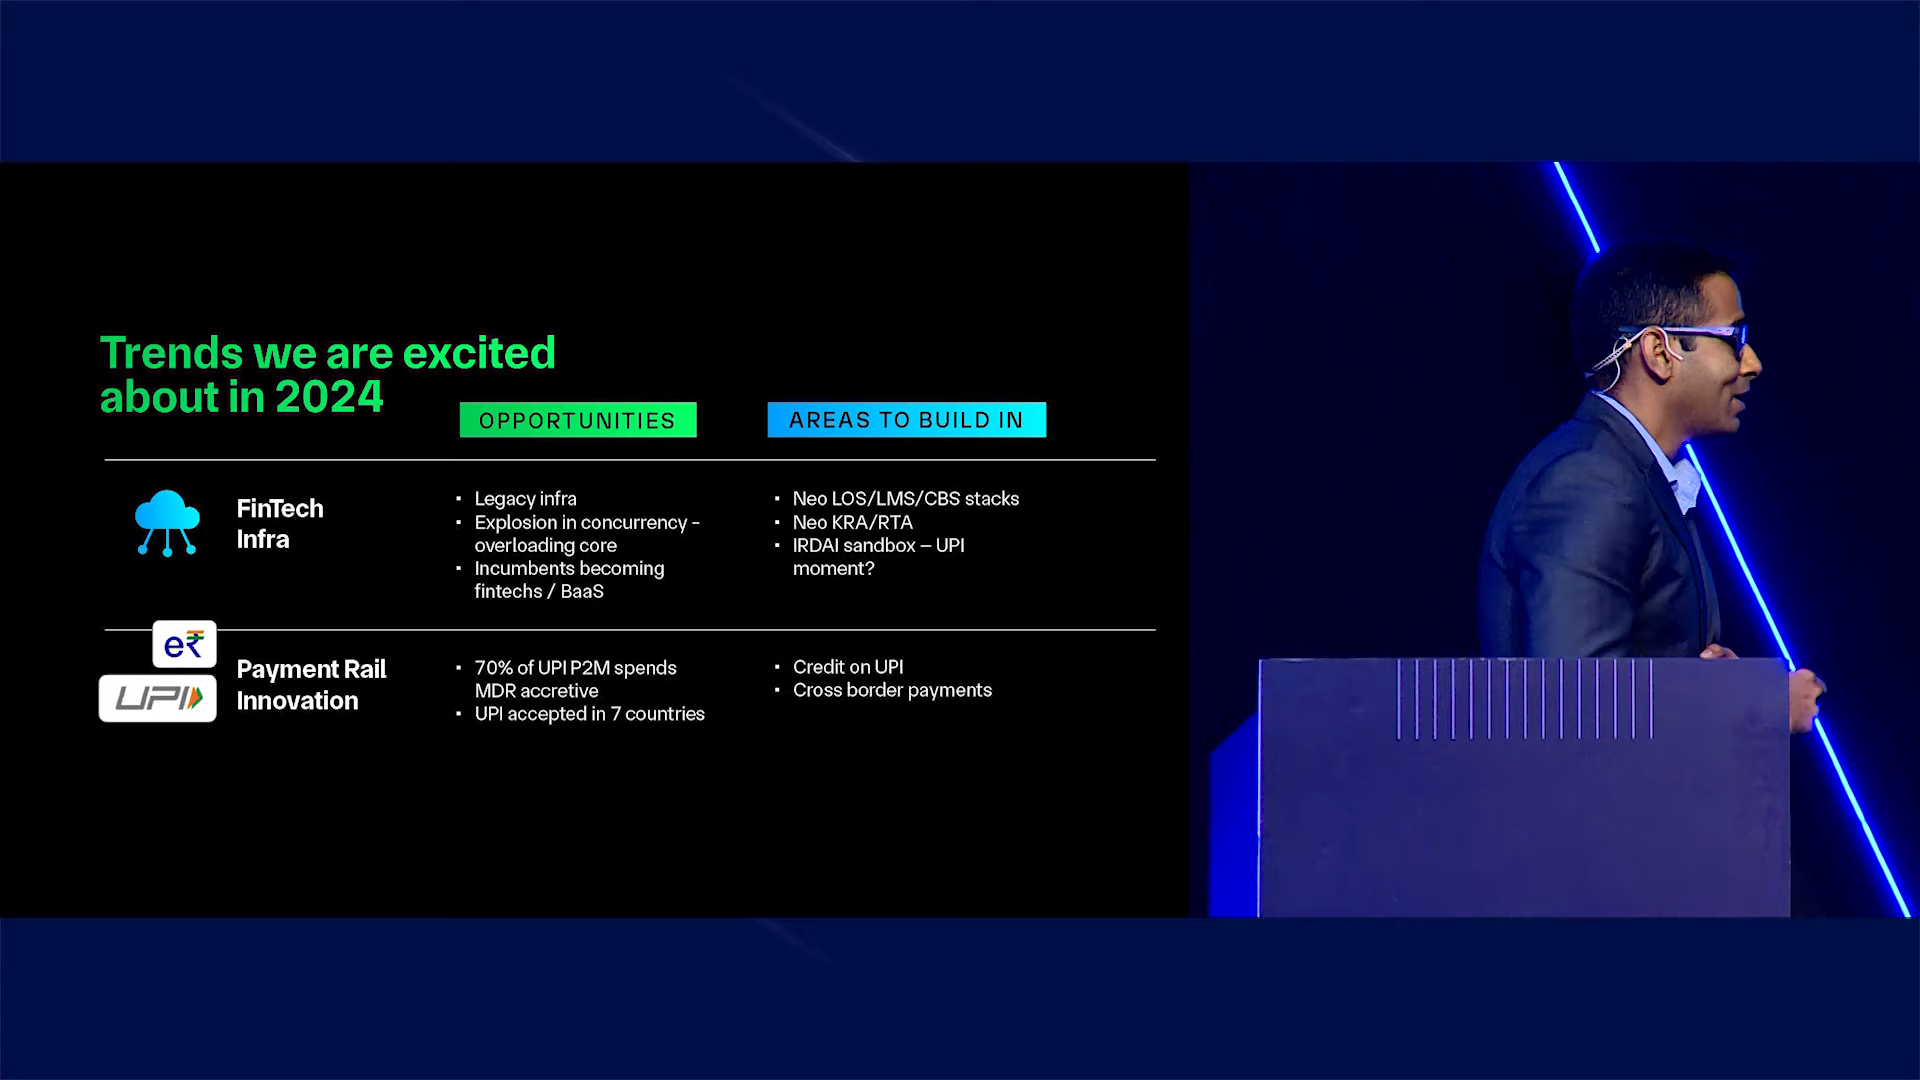 Trends we are excited
about in 2024
OPPORTUNITIES
AREAS TO BUILD IN
FinTech
Infra
▪ Legacy infra
▪ Explosion in concurrency -
overloading core
▪ Incumbents becoming
fintechs / BaaS
▪ Neo LOS/LMS/CBS stacks
▪ Neo KRA/RTA
▪ IRDAI sandbox – UPI
moment?
e₹
UPI
Payment Rail
Innovation
▪ 70% of UPI P2M spends
MDR accretive
▪ UPI accepted in 7 countries
▪ Credit on UPI
▪ Cross border payments